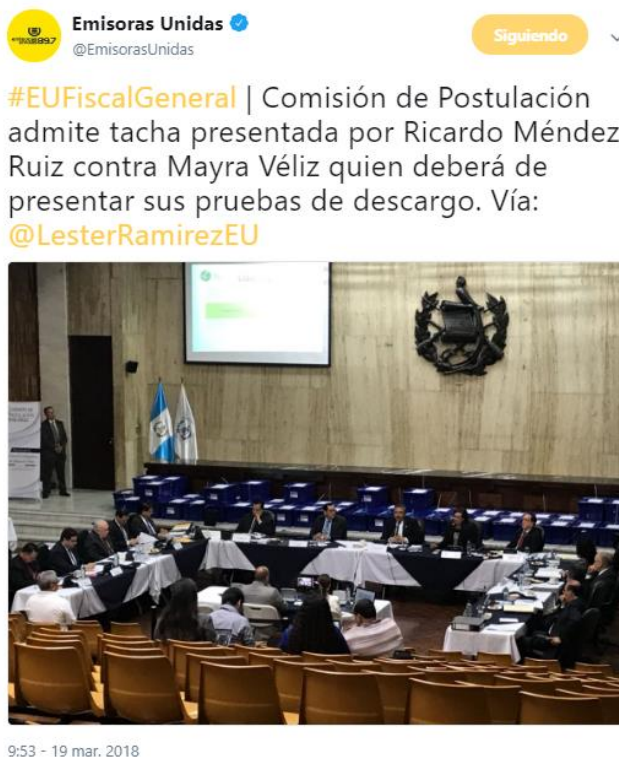 Emisoras Unidas
@EmisorasUnidas
Siguiendo
#EUFiscalGeneral | Comisión de Postulación
admite tacha presentada por Ricardo Méndez
Ruiz contra Mayra Véliz quien deberá de
presentar sus pruebas de descargo. Vía:
@LesterRamirezEU
9:53 - 19 mar. 2018